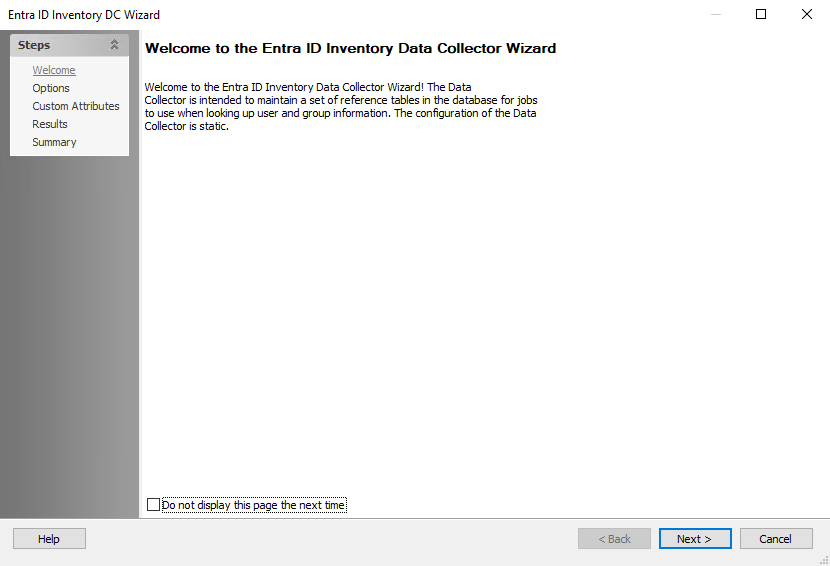 Entra ID Inventory DC Wizard
Steps
Welcome
Options
Custom Attributes
Results
Summary
Welcome to the Entra ID Inventory Data Collector Wizard
Welcome to the Entra ID Inventory Data Collector Wizard! The Data
Collector is intended to maintain a set of reference tables in the database for jobs
to use when looking up user and group information. The configuration of the Data
Collector is static.
Do not display this page the next time
Help
< Back
Next >
Cancel